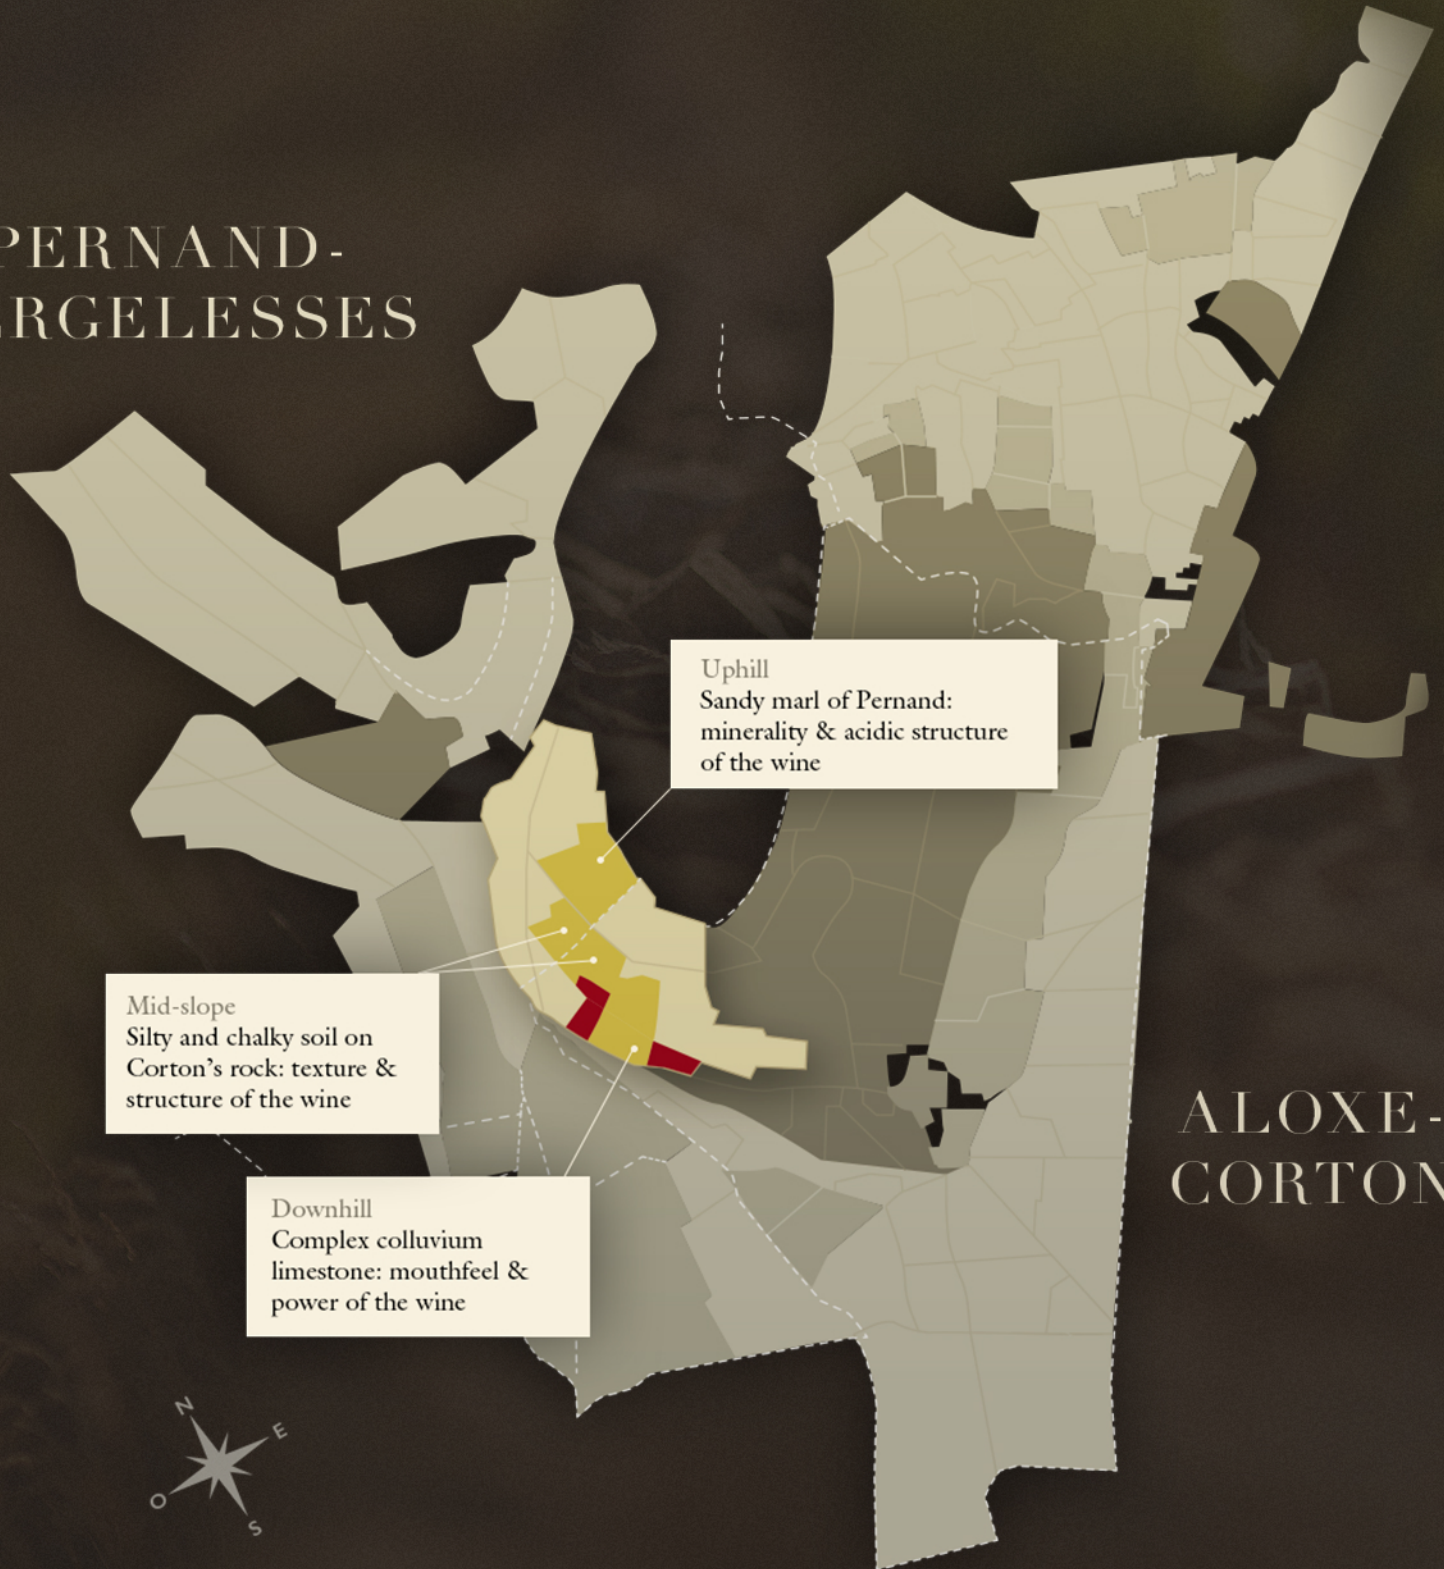 PERNAND-
ERGELESSES
Uphill
Sandy marl of Pernand:
minerality & acidic structure
of the wine
Mid-slope
Silty and chalky soil on
Corton's rock: texture &
structure of the wine
ALOXE-
CORTON
Downhill
Complex colluvium
limestone: mouthfeel &
power of the wine
N
E
O
S